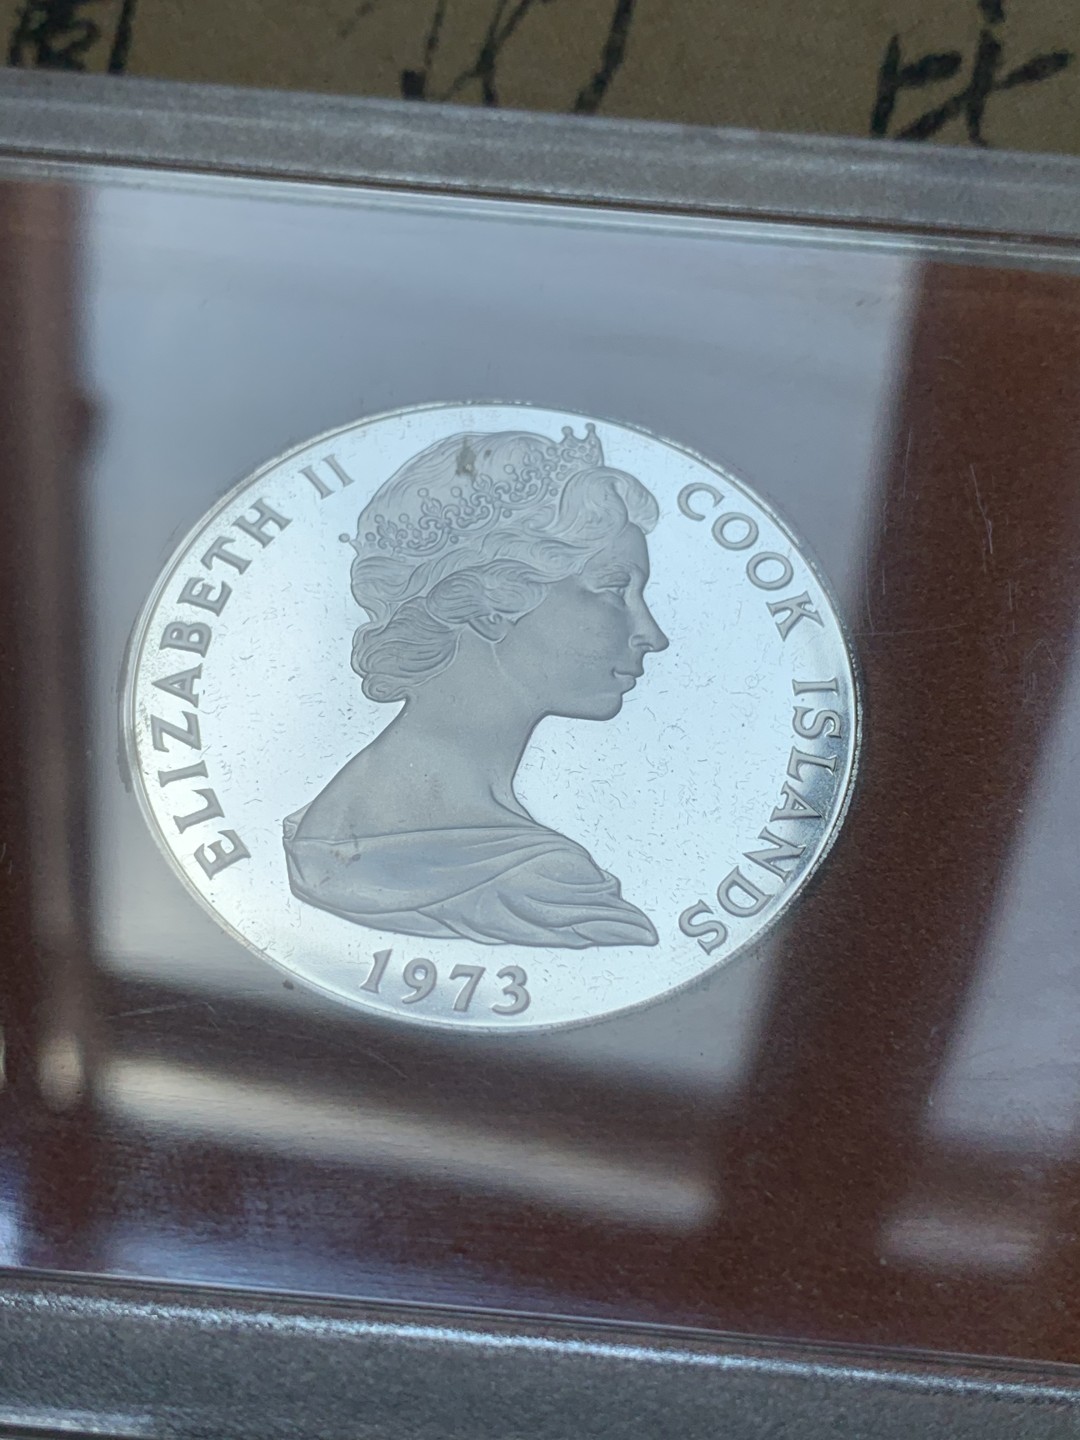 ELIZABETH II
COOK ISLANDS
1973